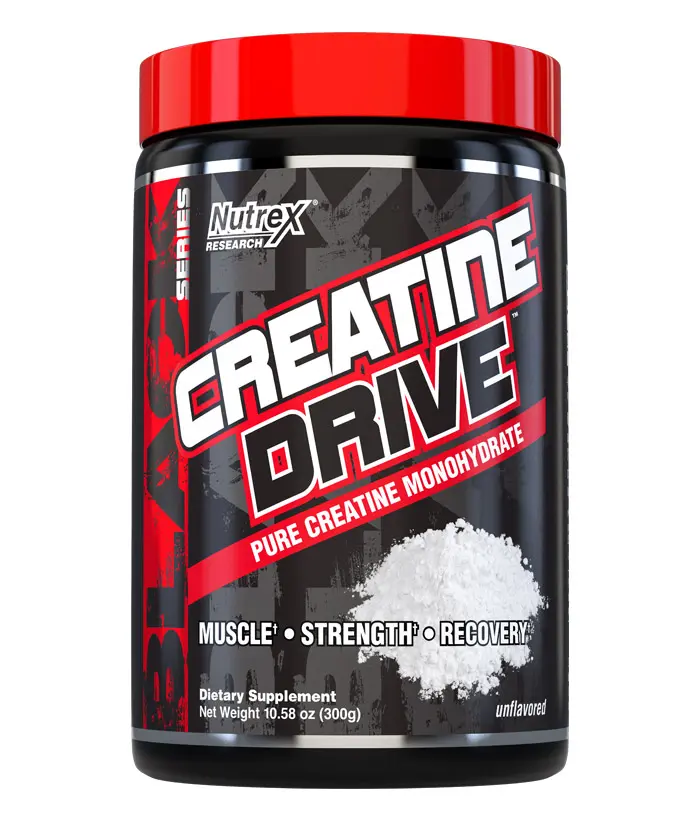 BLACK
SERIES
Nutrex®
RESEARCH
CREATINE
DRIVE™
PURE CREATINE MONOHYDRATE
MUSCLE† • STRENGTH† • RECOVERY†
Dietary Supplement
Net Weight 10.58 oz (300g)
unflavored